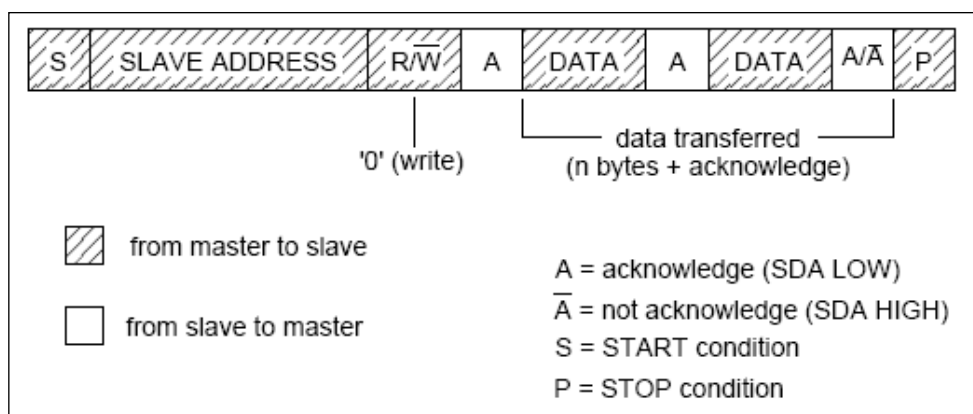 S SLAVE ADDRESS R/W̅ A DATA A DATA A/A̅ P
'0' (write)
data transferred
(n bytes + acknowledge)
from master to slave
from slave to master
A = acknowledge (SDA LOW)
A̅ = not acknowledge (SDA HIGH)
S = START condition
P = STOP condition